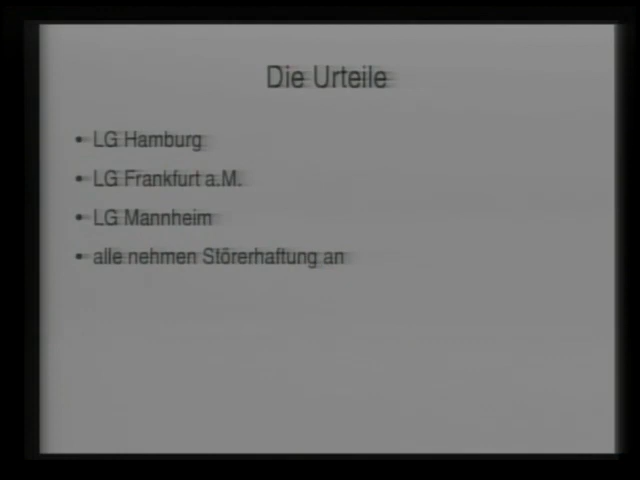 Die Urteile
• LG Hamburg
• LG Frankfurt a.M.
• LG Mannheim
• alle nehmen Störerhaftung an